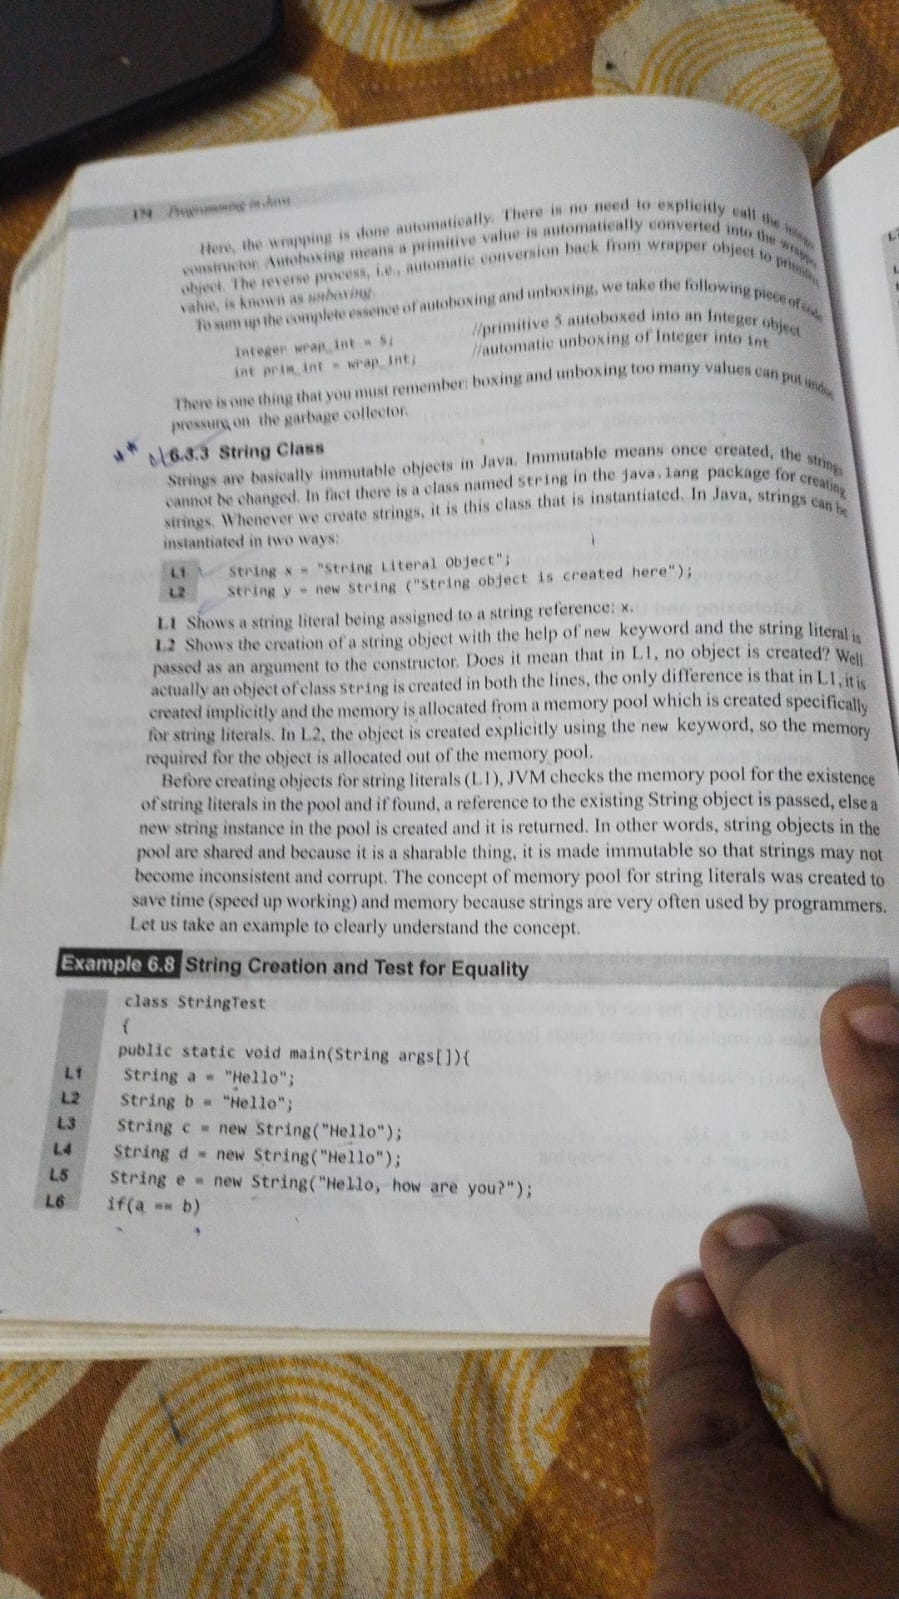 174 Programming in Java
Here, the wrapping is done automatically. There is no need to explicitly call the Integer
constructor. Autoboxing means a primitive value is automatically converted into the wrapper
object. The reverse process, i.e., automatic conversion back from wrapper object to primitive
value, is known as unboxing.
To sum up the complete essence of autoboxing and unboxing, we take the following piece of code
Integer wrap_int = 5; //primitive 5 autoboxed into an Integer object
int prim_int = wrap_int; //automatic unboxing of Integer into int
There is one thing that you must remember: boxing and unboxing too many values can put under
pressure on the garbage collector.
6.3.3 String Class
Strings are basically immutable objects in Java. Immutable means once created, the strings
cannot be changed. In fact there is a class named String in the java.lang package for creating
strings. Whenever we create strings, it is this class that is instantiated. In Java, strings can be
instantiated in two ways:
L1 String x = "String Literal Object";
L2 String y = new String ("String object is created here");
L1 Shows a string literal being assigned to a string reference: x.
L2 Shows the creation of a string object with the help of new keyword and the string literal is
passed as an argument to the constructor. Does it mean that in L1, no object is created? Well
actually an object of class String is created in both the lines, the only difference is that in L1, it is
created implicitly and the memory is allocated from a memory pool which is created specifically
for string literals. In L2, the object is created explicitly using the new keyword, so the memory
required for the object is allocated out of the memory pool.
Before creating objects for string literals (L1), JVM checks the memory pool for the existence
of string literals in the pool and if found, a reference to the existing String object is passed, else a
new string instance in the pool is created and it is returned. In other words, string objects in the
pool are shared and because it is a sharable thing, it is made immutable so that strings may not
become inconsistent and corrupt. The concept of memory pool for string literals was created to
save time (speed up working) and memory because strings are very often used by programmers.
Let us take an example to clearly understand the concept.
Example 6.8 String Creation and Test for Equality
class StringTest
{
public static void main(String args[]){
L1 String a = "Hello";
L2 String b = "Hello";
L3 String c = new String("Hello");
L4 String d = new String("Hello");
L5 String e = new String("Hello, how are you?");
L6 if(a == b)